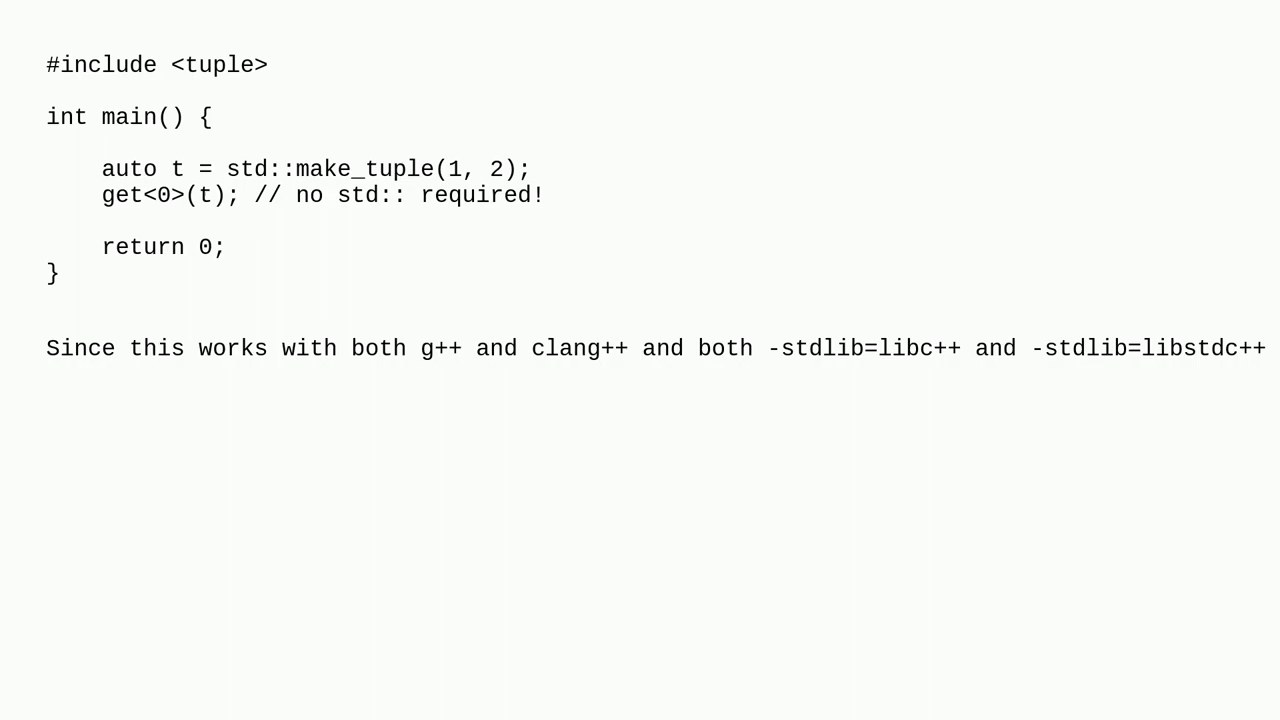 #include <tuple>
int main() {
    auto t = std::make_tuple(1, 2);
    get<0>(t); // no std:: required!
    return 0;
}
Since this works with both g++ and clang++ and both -stdlib=libc++ and -stdlib=libstdc++